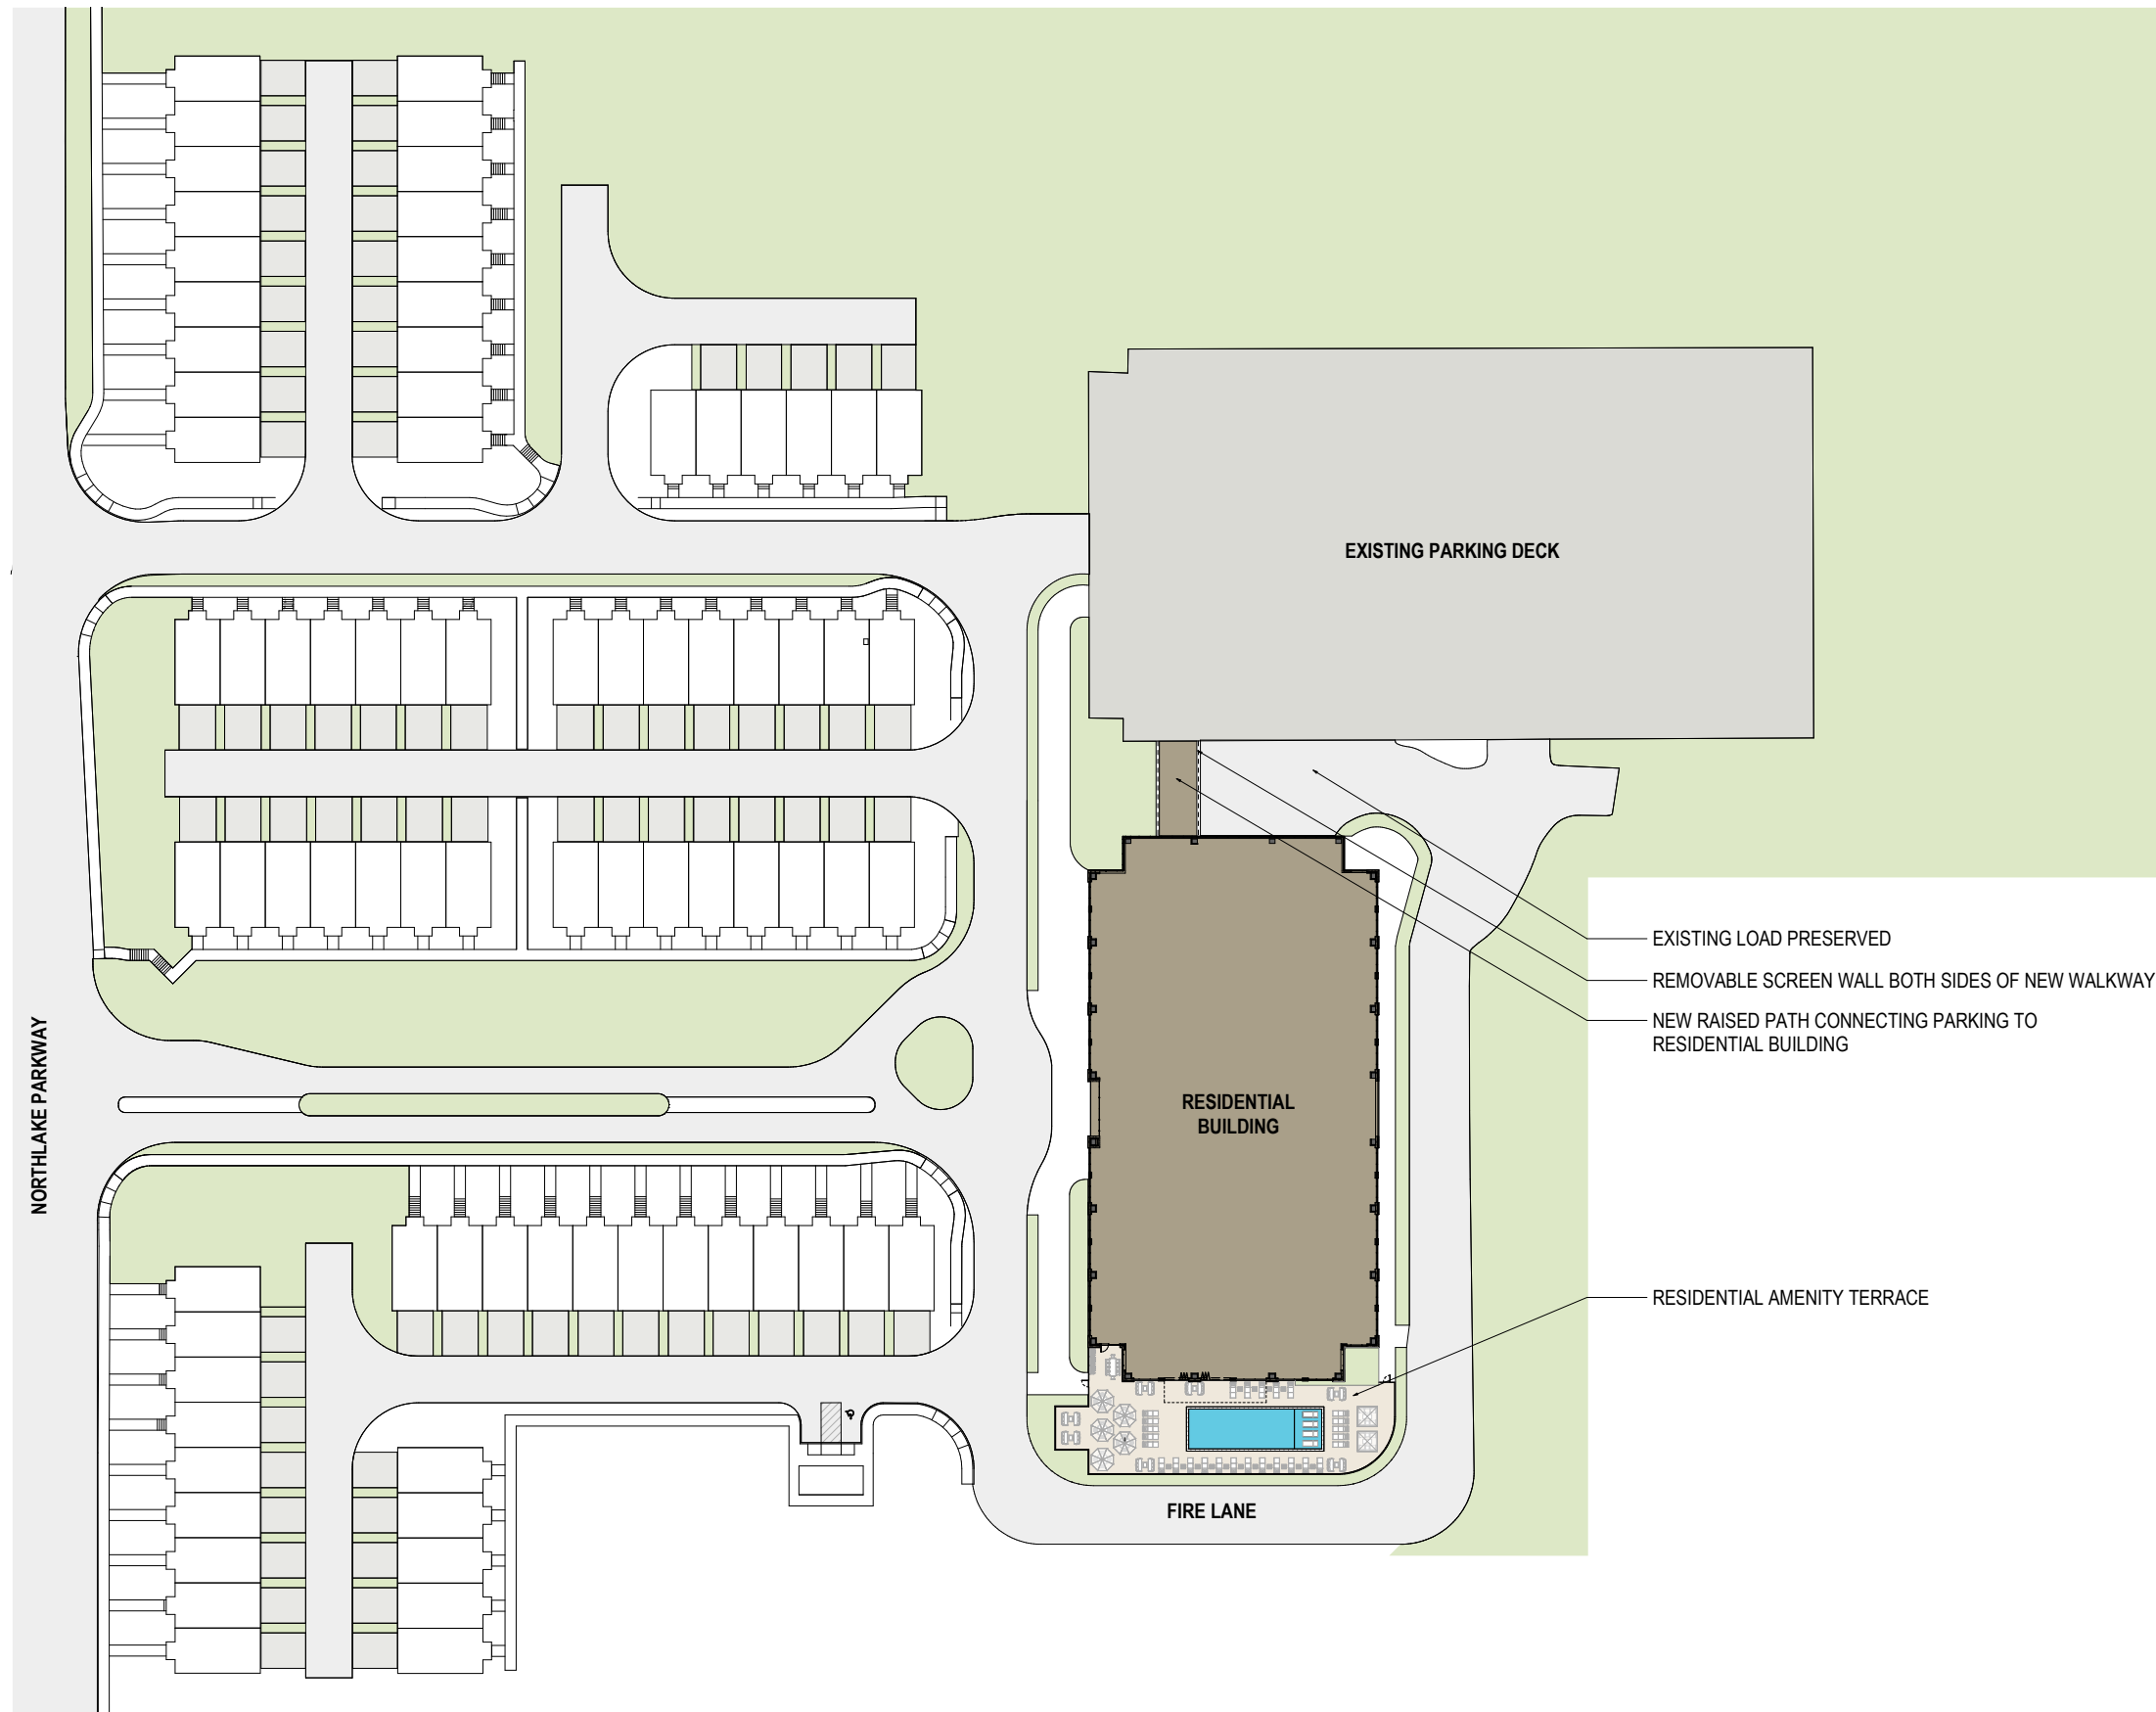 EXISTING PARKING DECK
EXISTING LOAD PRESERVED
REMOVABLE SCREEN WALL BOTH SIDES OF NEW WALKWAY
NEW RAISED PATH CONNECTING PARKING TO
RESIDENTIAL BUILDING
NORTHLAKE PARKWAY
RESIDENTIAL
BUILDING
RESIDENTIAL AMENITY TERRACE
FIRE LANE